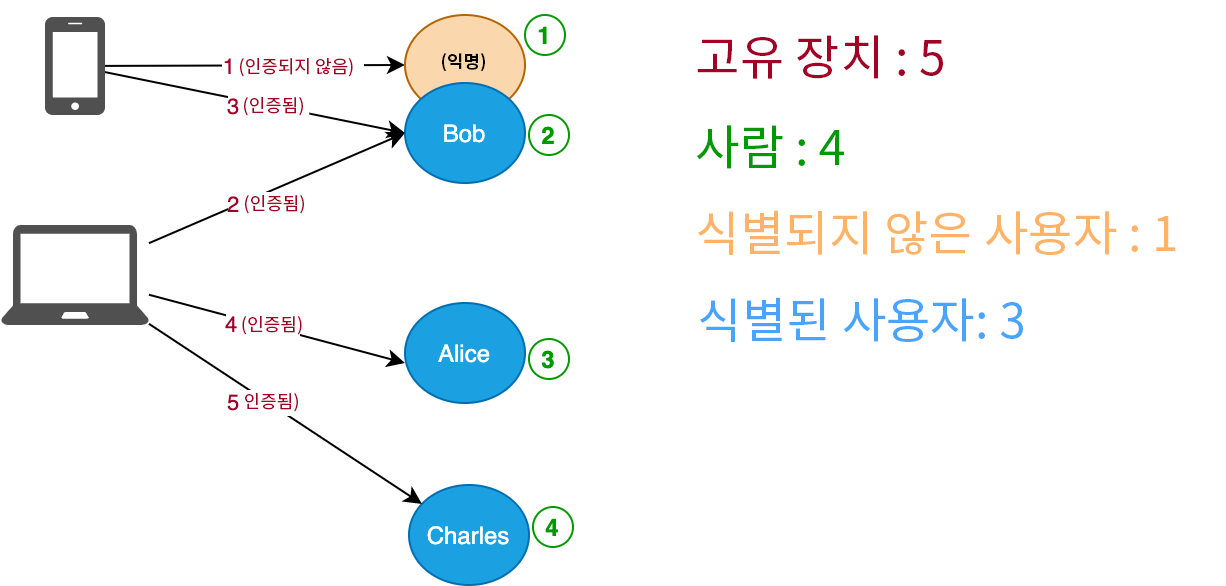 1 (인증되지 않음)
(익명)
1
3 (인증됨)
Bob
2
2 (인증됨)
4 (인증됨)
Alice
3
5 인증됨)
Charles
4
고유 장치 : 5
사람 : 4
식별되지 않은 사용자 : 1
식별된 사용자: 3